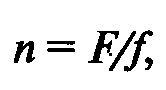 n = F/f,